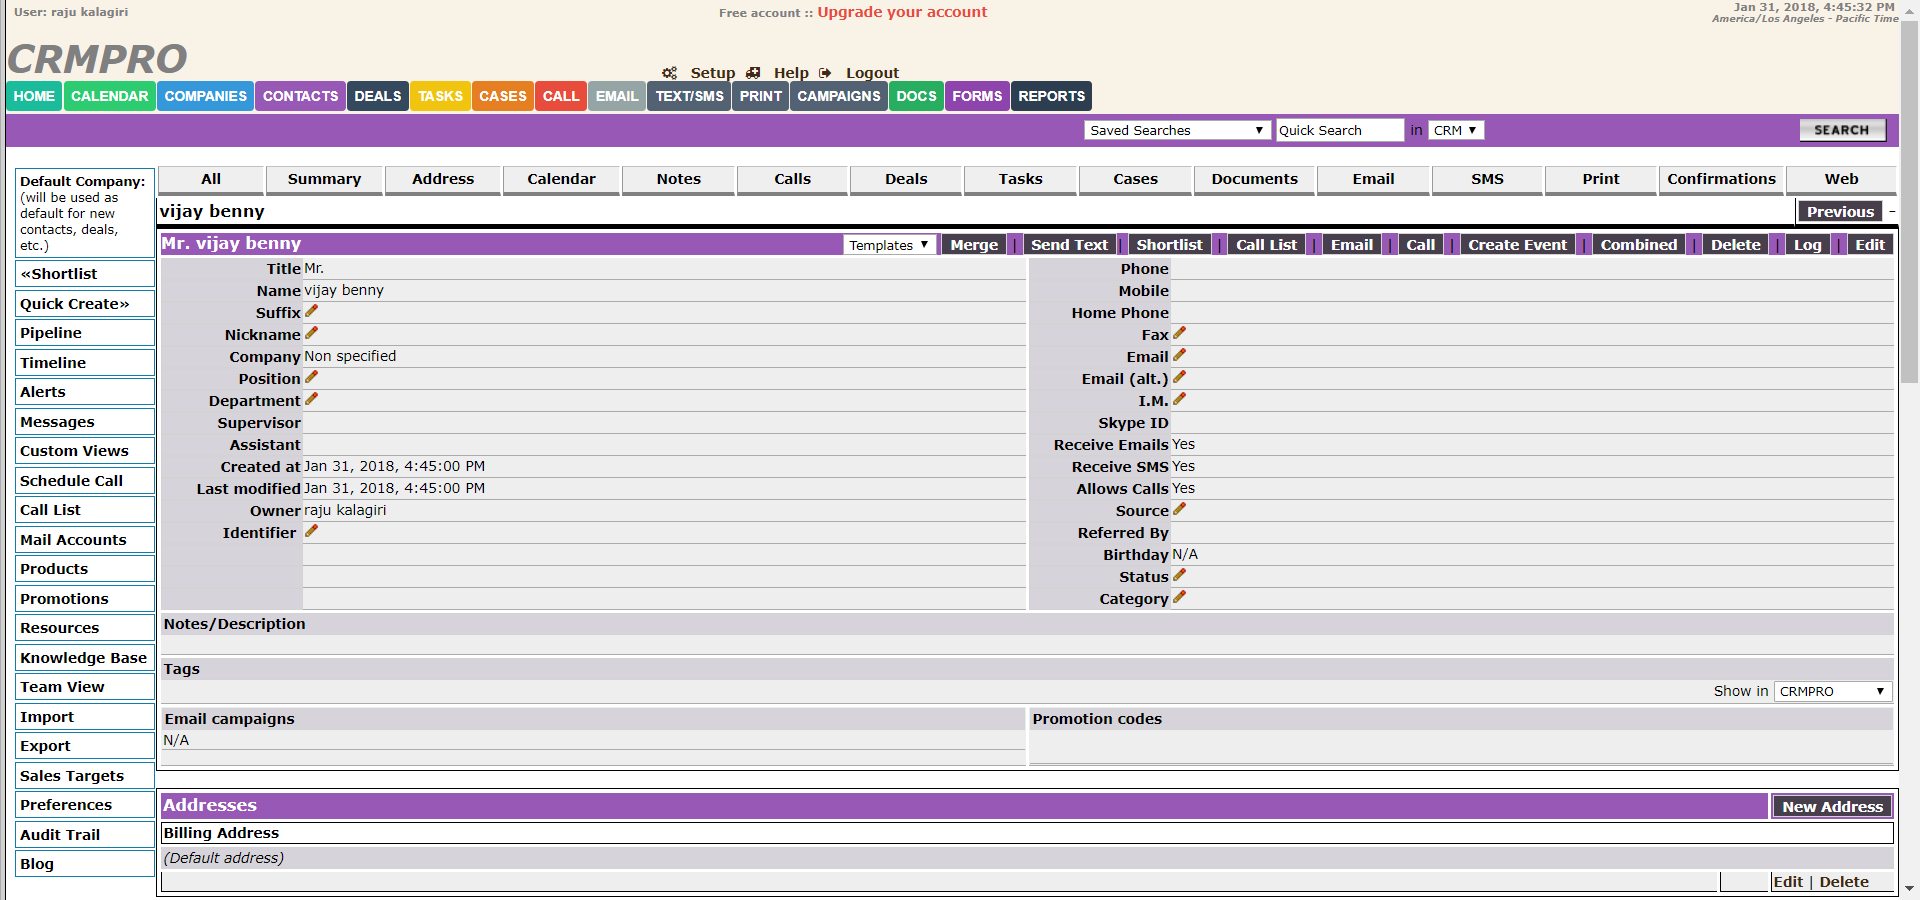 User: raju kalagiri
Free account :: Upgrade your account
Jan 31, 2018, 4:45:32 PM
America/Los Angeles - Pacific Time
CRMPRO
Setup Help Logout
HOME CALENDAR COMPANIES CONTACTS DEALS TASKS CASES CALL EMAIL TEXT/SMS PRINT CAMPAIGNS DOCS FORMS REPORTS
Saved Searches Quick Search in CRM SEARCH
Default Company:
(will be used as
default for new
contacts, deals,
etc.)
«Shortlist
Quick Create»
Pipeline
Timeline
Alerts
Messages
Custom Views
Schedule Call
Call List
Mail Accounts
Products
Promotions
Resources
Knowledge Base
Team View
Import
Export
Sales Targets
Preferences
Audit Trail
Blog
All Summary Address Calendar Notes Calls Deals Tasks Cases Documents Email SMS Print Confirmations Web
vijay benny Previous -
Mr. vijay benny Templates Merge | Send Text | Shortlist | Call List | Email | Call | Create Event | Combined | Delete | Log | Edit
Title Mr.
Name vijay benny
Suffix
Nickname
Company Non specified
Position
Department
Supervisor
Assistant
Created at Jan 31, 2018, 4:45:00 PM
Last modified Jan 31, 2018, 4:45:00 PM
Owner raju kalagiri
Identifier
Phone
Mobile
Home Phone
Fax
Email
Email (alt.)
I.M.
Skype ID
Receive Emails Yes
Receive SMS Yes
Allows Calls Yes
Source
Referred By
Birthday N/A
Status
Category
Notes/Description
Tags
Show in CRMPRO
Email campaigns
N/A
Promotion codes
Addresses New Address
Billing Address
(Default address)
Edit | Delete